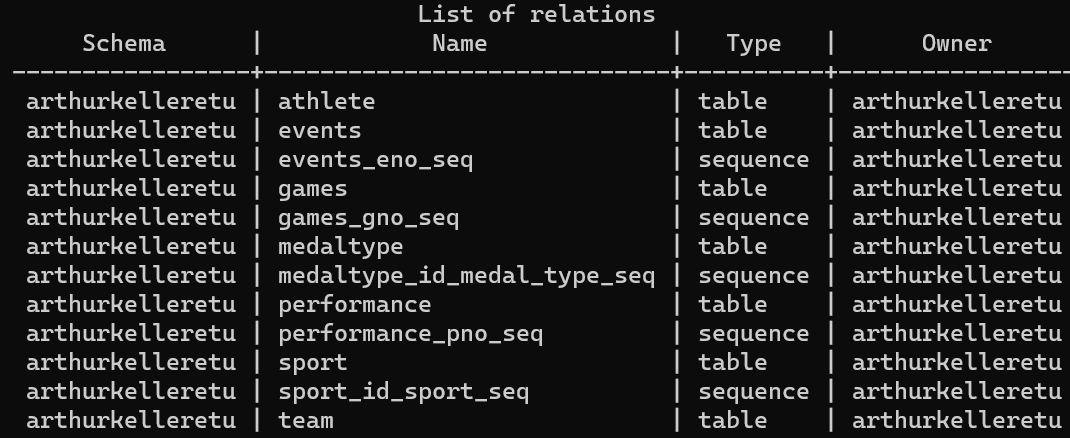 List of relations
Schema | Name | Type | Owner
-----------------+------------------------------+-----------+-----------------
arthurkelleretu | athlete | table | arthurkelleretu
arthurkelleretu | events | table | arthurkelleretu
arthurkelleretu | events_eno_seq | sequence | arthurkelleretu
arthurkelleretu | games | table | arthurkelleretu
arthurkelleretu | games_gno_seq | sequence | arthurkelleretu
arthurkelleretu | medaltype | table | arthurkelleretu
arthurkelleretu | medaltype_id_medal_type_seq | sequence | arthurkelleretu
arthurkelleretu | performance | table | arthurkelleretu
arthurkelleretu | performance_pno_seq | sequence | arthurkelleretu
arthurkelleretu | sport | table | arthurkelleretu
arthurkelleretu | sport_id_sport_seq | sequence | arthurkelleretu
arthurkelleretu | team | table | arthurkelleretu